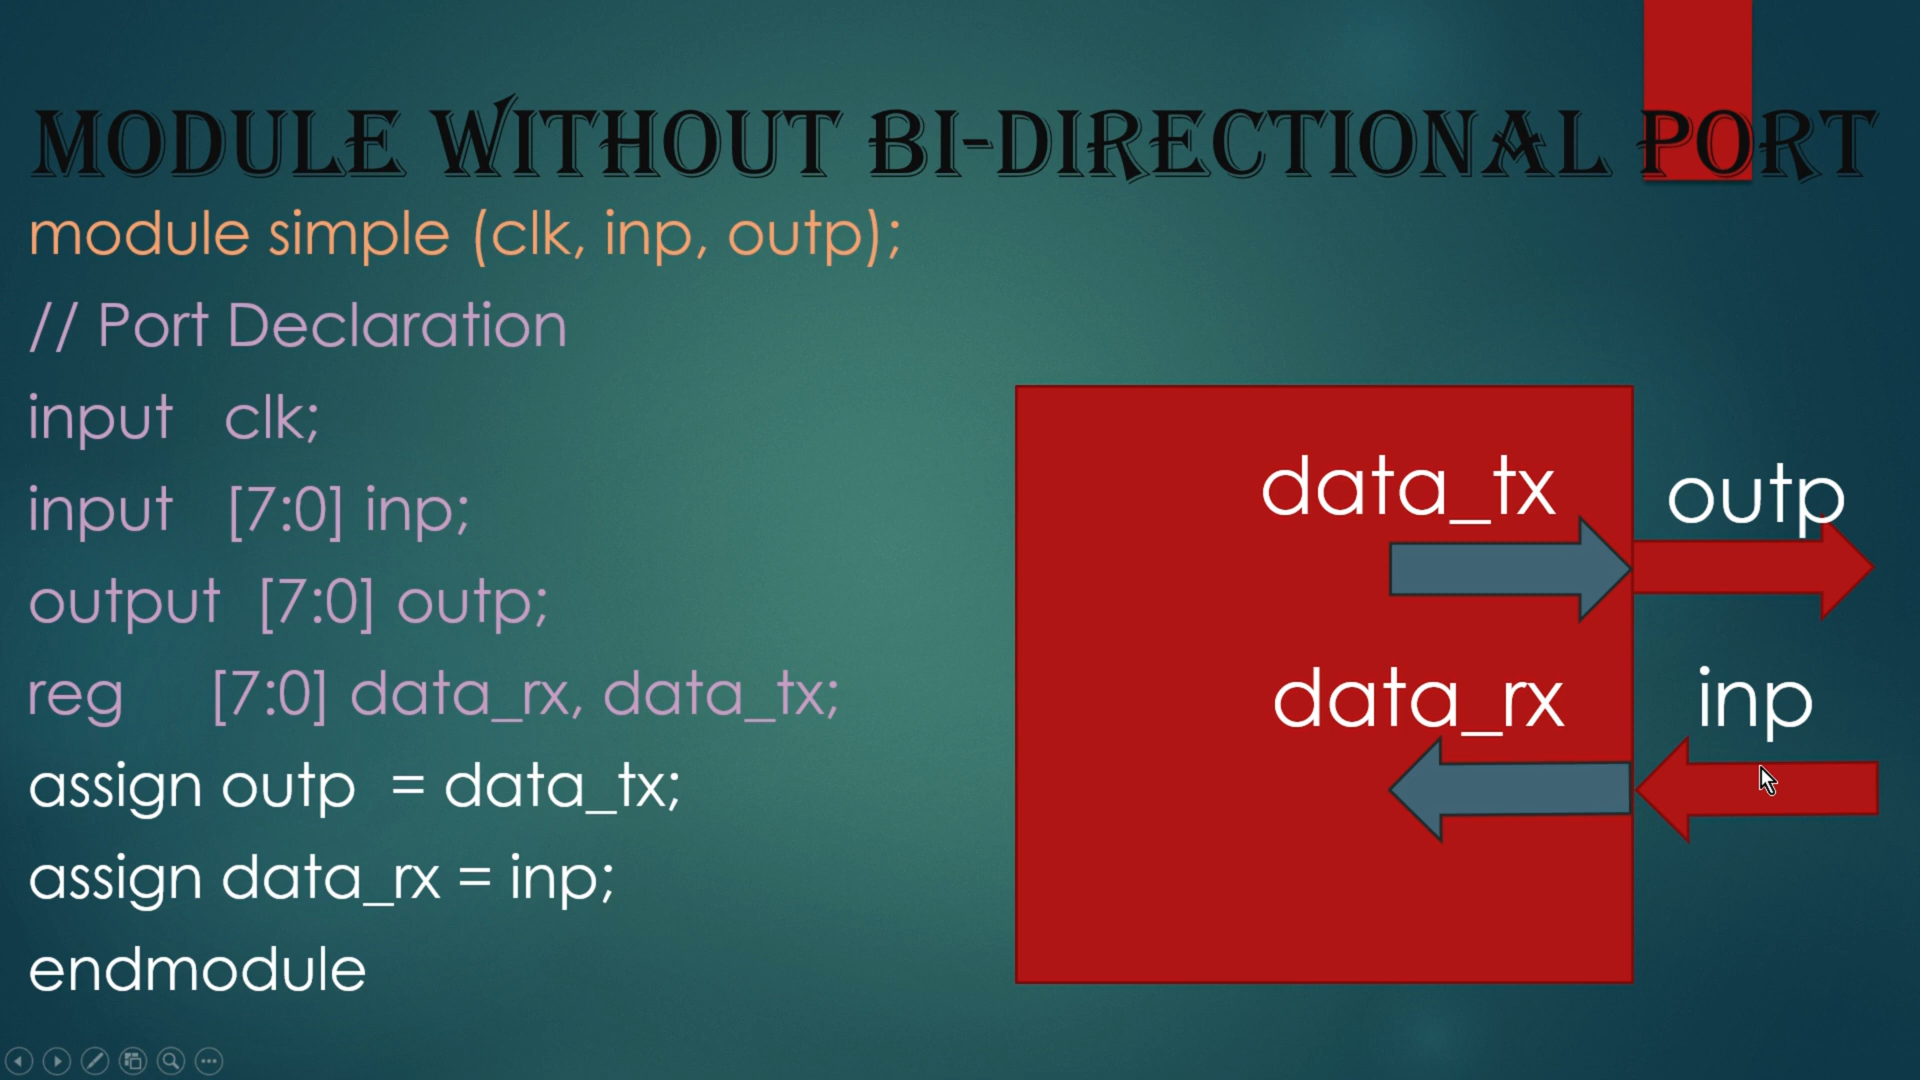 MODULE WITHOUT BI-DIRECTIONAL PORT
module simple (clk, inp, outp);
// Port Declaration
input clk;
input [7:0] inp;
output [7:0] outp;
reg [7:0] data_rx, data_tx;
assign outp = data_tx;
assign data_rx = inp;
endmodule
data_tx
outp
data_rx
inp